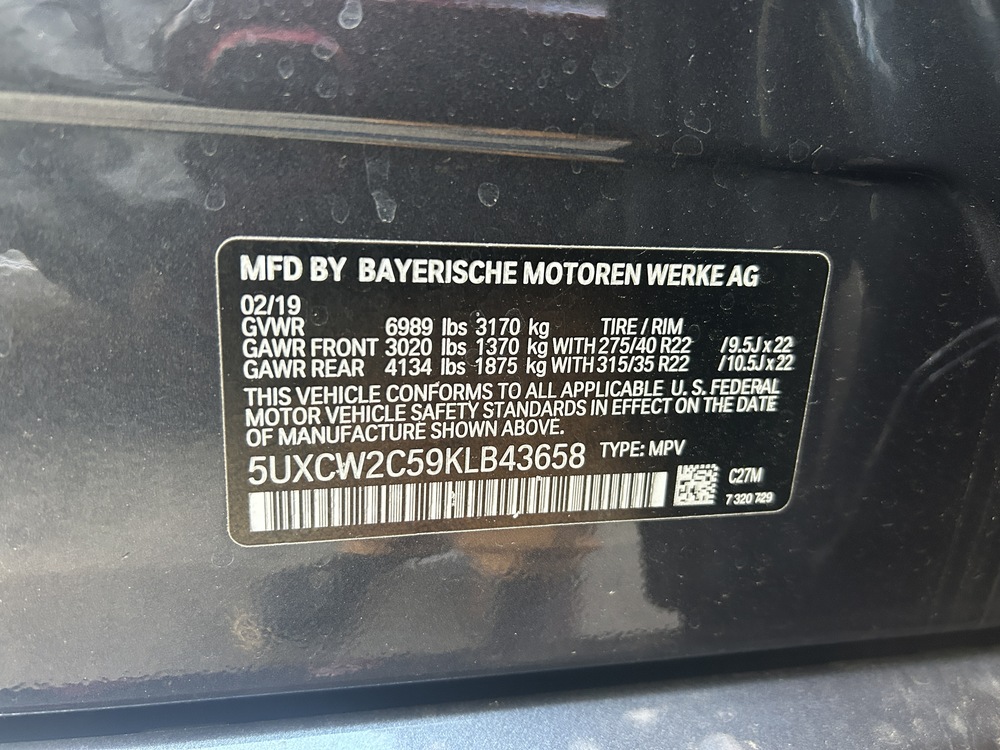 MFD BY BAYERISCHE MOTOREN WERKE AG
02/19
GVWR 6989 lbs 3170 kg TIRE / RIM
GAWR FRONT 3020 lbs 1370 kg WITH 275/40 R22 /9.5J x 22
GAWR REAR 4134 lbs 1875 kg WITH 315/35 R22 /10.5J x 22
THIS VEHICLE CONFORMS TO ALL APPLICABLE U. S. FEDERAL
MOTOR VEHICLE SAFETY STANDARDS IN EFFECT ON THE DATE
OF MANUFACTURE SHOWN ABOVE.
5UXCW2C59KLB43658 TYPE: MPV
C27M
7 320 729